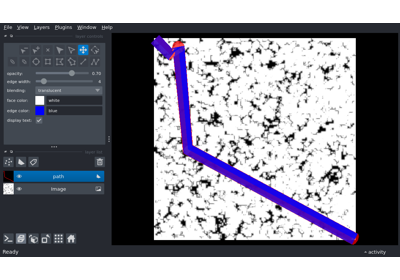 File View Layers Plugins Window Help
opacity: 0.70
edge width: 4
blending: translucent
face color: white
edge color: blue
display text:
path
Image
Ready
activity